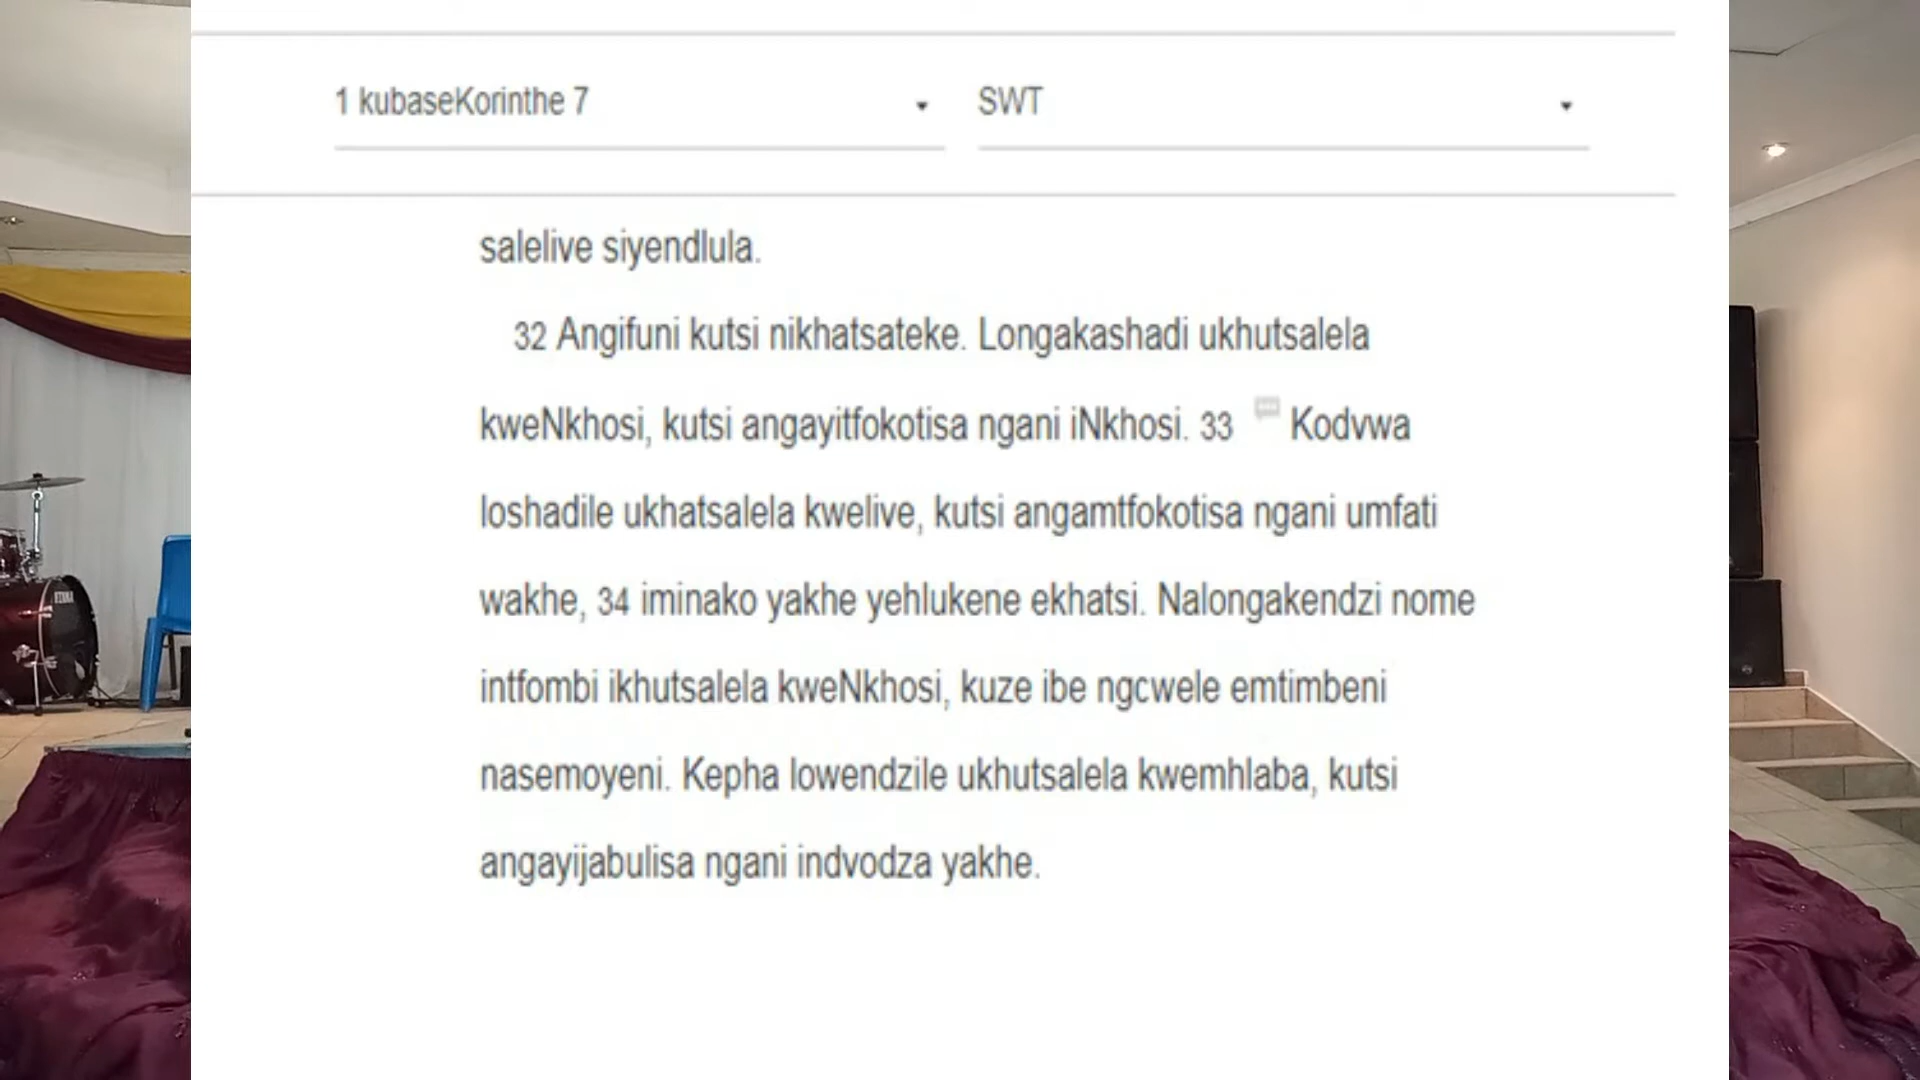 1 kubaseKorinthe 7
SWT
salelive siyendlula.
32 Angifuni kutsi nikhatsateke. Longakashadi ukhutsalela
kweNkhosi, kutsi angayitfokotisa ngani iNkhosi. 33 Kodvwa
loshadile ukhatsalela kwelive, kutsi angamtfokotisa ngani umfati
wakhe, 34 iminako yakhe yehlukene ekhatsi. Nalongakendzi nome
intfombi ikhutsalela kweNkhosi, kuze ibe ngcwele emtimbeni
nasemoyeni. Kepha lowendzile ukhutsalela kwemhlaba, kutsi
angayijabulisa ngani indvodza yakhe.